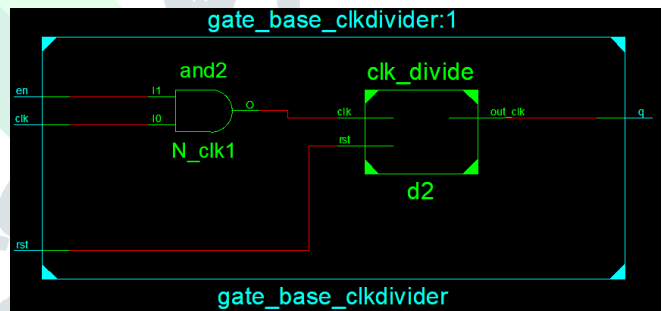 gate_base_clkdivider:1
and2
clk_divide
en
I1
O
clk
out_clk
q
clk
I0
N_clk1
rst
d2
rst
gate_base_clkdivider